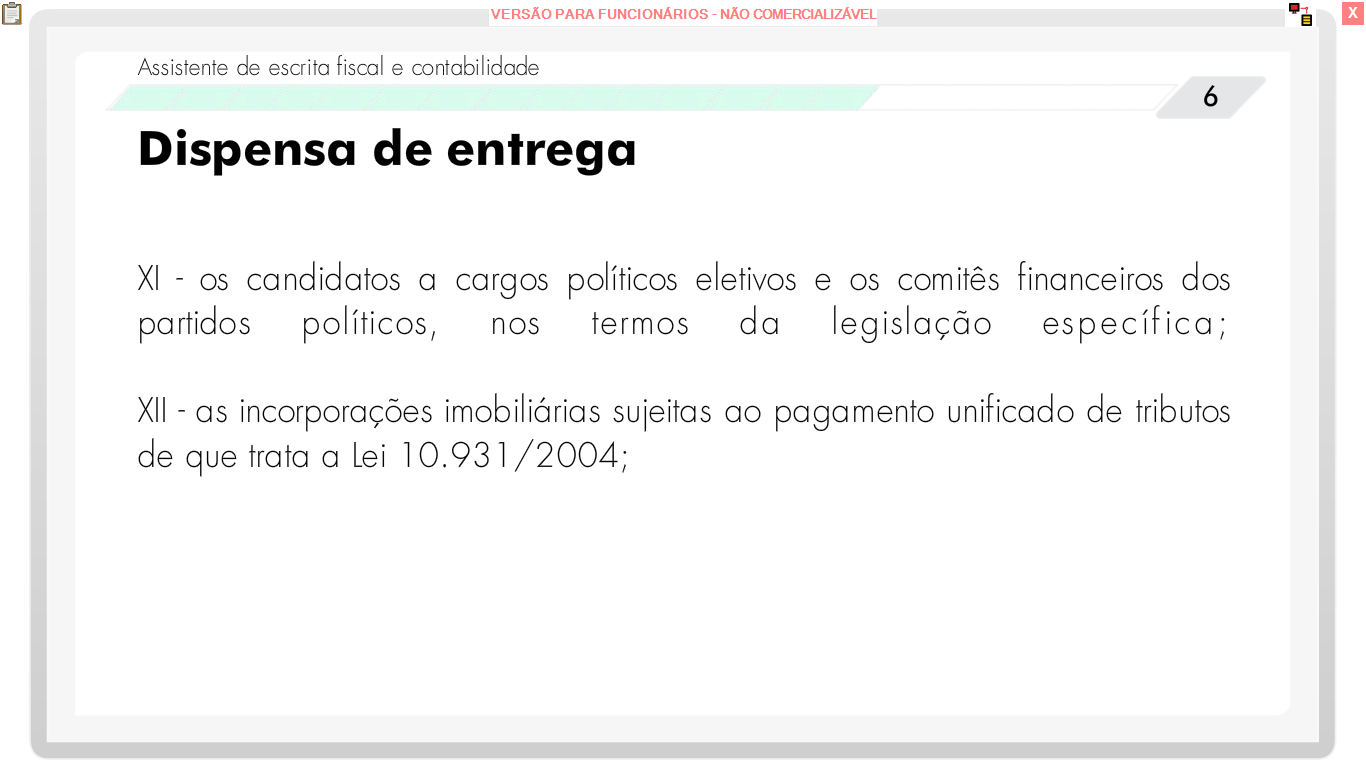 VERSÃO PARA FUNCIONÁRIOS - NÃO COMERCIALIZÁVEL
X
Assistente de escrita fiscal e contabilidade
6
Dispensa de entrega
XI - os candidatos a cargos políticos eletivos e os comitês financeiros dos
partidos políticos, nos termos da legislação específica;
XII - as incorporações imobiliárias sujeitas ao pagamento unificado de tributos
de que trata a Lei 10.931/2004;